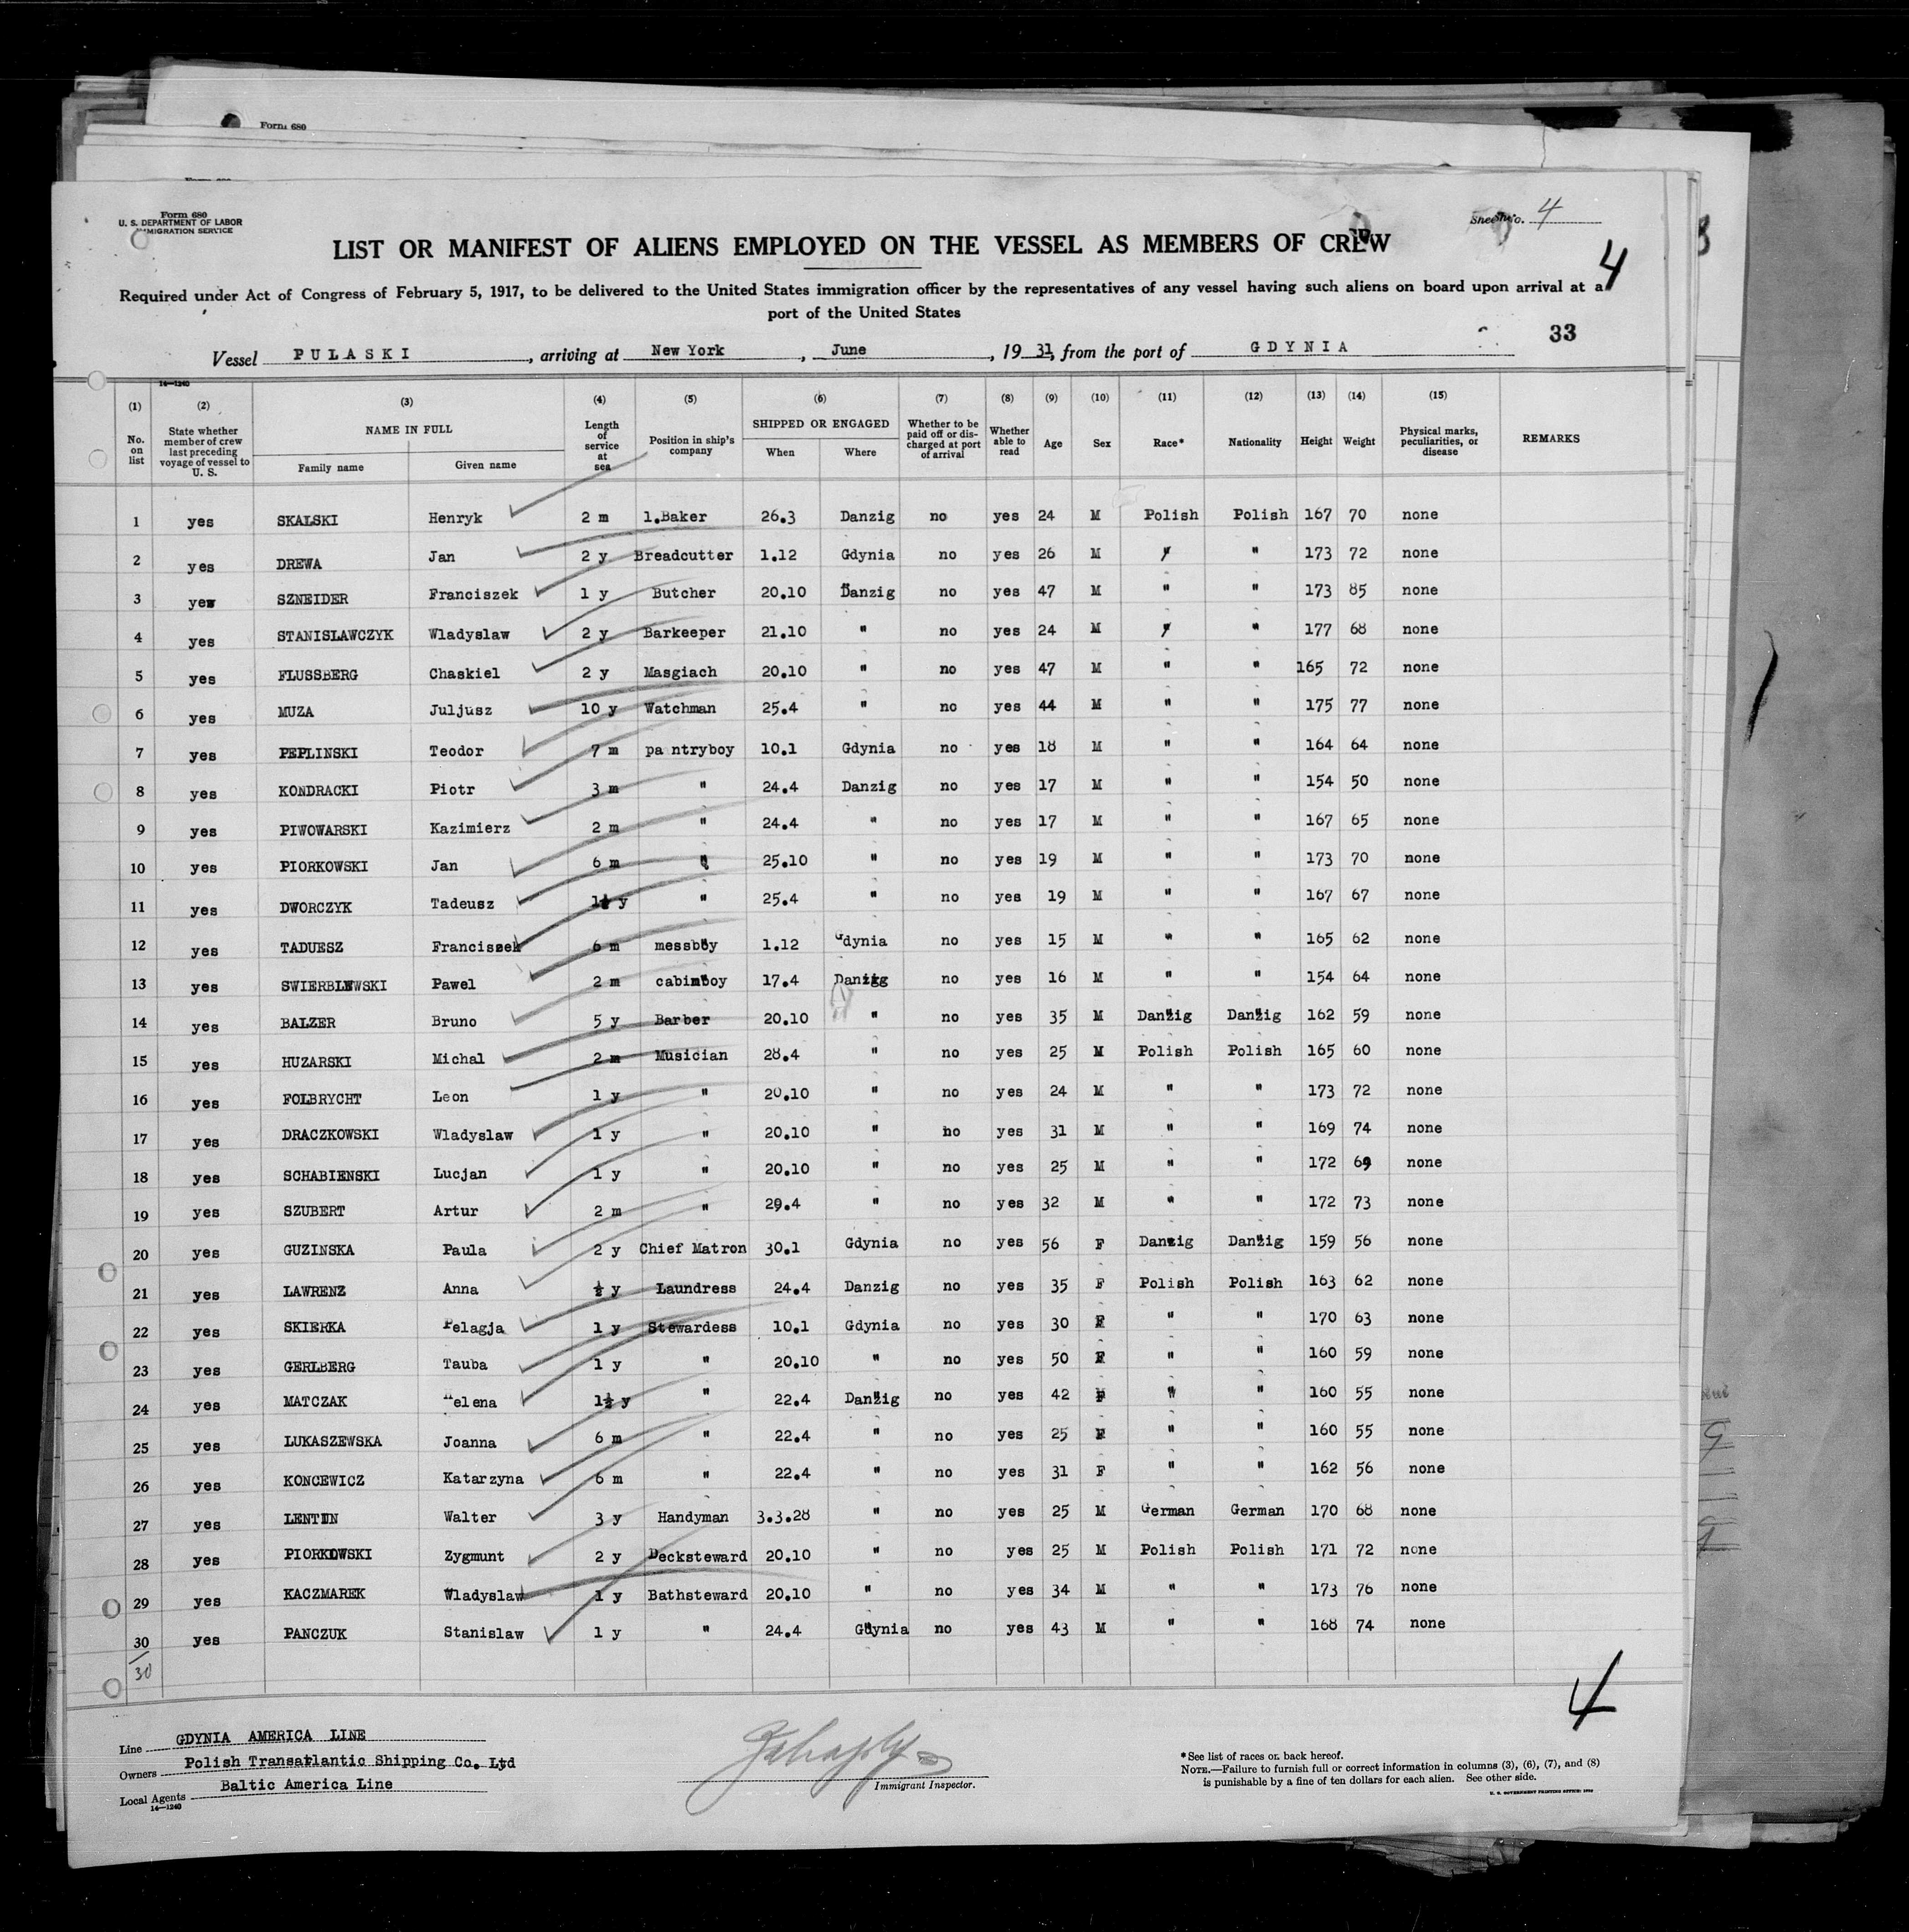 Form 680
Form 680
U. S. DEPARTMENT OF LABOR
IMMIGRATION SERVICE
Sheet No. 4
LIST OR MANIFEST OF ALIENS EMPLOYED ON THE VESSEL AS MEMBERS OF CREW
4
Required under Act of Congress of February 5, 1917, to be delivered to the United States immigration officer by the representatives of any vessel having such aliens on board upon arrival at a
port of the United States
33
Vessel PULASKI, arriving at New York, June, 1931, from the port of GDYNIA
14—1240
(1) (2) (3) (4) (5) (6) (7) (8) (9) (10) (11) (12) (13) (14) (15)
No. on list State whether member of crew last preceding voyage of vessel to U. S. NAME IN FULL Family name Given name Length of service at sea Position in ship's company SHIPPED OR ENGAGED When Where Whether to be paid off or discharged at port of arrival Whether able to read Age Sex Race* Nationality Height Weight Physical marks, peculiarities, or disease REMARKS
1 yes SKALSKI Henryk 2 m 1.Baker 26.3 Danzig no yes 24 M Polish Polish 167 70 none
2 yes DREWA Jan 2 y Breadcutter 1.12 Gdynia no yes 26 M " " 173 72 none
3 yes SZNEIDER Franciszek 1 y Butcher 20.10 Danzig no yes 47 M " " 173 85 none
4 yes STANISLAWCZYK Wladyslaw 2 y Barkeeper 21.10 " no yes 24 M " " 177 68 none
5 yes FLUSSBERG Chaskiel 2 y Masgiach 20.10 " no yes 47 M " " 165 72 none
6 yes MUZA Juljusz 10 y Watchman 25.4 " no yes 44 M " " 175 77 none
7 yes PEPLINSKI Teodor 7 m pa ntryboy 10.1 Gdynia no yes 18 M " " 164 64 none
8 yes KONDRACKI Piotr 3 m " 24.4 Danzig no yes 17 M " " 154 50 none
9 yes PIWOWARSKI Kazimierz 2 m " 24.4 " no yes 17 M " " 167 65 none
10 yes PIORKOWSKI Jan 6 m " 25.10 " no yes 19 M " " 173 70 none
11 yes DWORCZYK Tadeusz 1½ y " 25.4 " no yes 19 M " " 167 67 none
12 yes TADUESZ Franciszek 6 m messboy 1.12 Gdynia no yes 15 M " " 165 62 none
13 yes SWIERBLEWSKI Pawel 2 m cabinboy 17.4 Danzig no yes 16 M " " 154 64 none
14 yes BALZER Bruno 5 y Barber 20.10 " no yes 35 M Danzig Danzig 162 59 none
15 yes HUZARSKI Michal 2 m Musician 28.4 " no yes 25 M Polish Polish 165 60 none
16 yes FOLBRYCHT Leon 1 y " 20.10 " no yes 24 M " " 173 72 none
17 yes DRACZKOWSKI Wladyslaw 1 y " 20.10 " no yes 31 M " " 169 74 none
18 yes SCHABIENSKI Lucjan 1 y " 20.10 " no yes 25 M " " 172 69 none
19 yes SZUBERT Artur 2 m " 29.4 " no yes 32 M " " 172 73 none
20 yes GUZINSKA Paula 2 y Chief Matron 30.1 Gdynia no yes 56 F Danzig Danzig 159 56 none
21 yes LAWRENZ Anna ½ y Laundress 24.4 Danzig no yes 35 F Polish Polish 163 62 none
22 yes SKIERKA Pelagja 1 y Stewardess 10.1 Gdynia no yes 30 F " " 170 63 none
23 yes GERLBERG Tauba 1 y " 20.10 " no yes 50 F " " 160 59 none
24 yes MATCZAK Helena 1½ y " 22.4 Danzig no yes 42 F " " 160 55 none
25 yes LUKASZEWSKA Joanna 6 m " 22.4 " no yes 25 F " " 160 55 none
26 yes KONCEWICZ Katarzyna 6 m " 22.4 " no yes 31 F " " 162 56 none
27 yes LENTIN Walter 3 y Handyman 3.3.28 " no yes 25 M German German 170 68 none
28 yes PIORKOWSKI Zygmunt 2 y Decksteward 20.10 " no yes 25 M Polish Polish 171 72 none
29 yes KACZMAREK Wladyslaw 1 y Bathsteward 20.10 " no yes 34 M " " 173 76 none
30 yes PANCZUK Stanislaw 1 y " 24.4 Gdynia no yes 43 M " " 168 74 none
30
4
Line GDYNIA AMERICA LINE
Owners Polish Transatlantic Shipping Co. Ltd
Local Agents Baltic America Line
14—1240
Immigrant Inspector.
*See list of races on back hereof.
NOTE.—Failure to furnish full or correct information in columns (3), (6), (7), and (8)
is punishable by a fine of ten dollars for each alien. See other side.